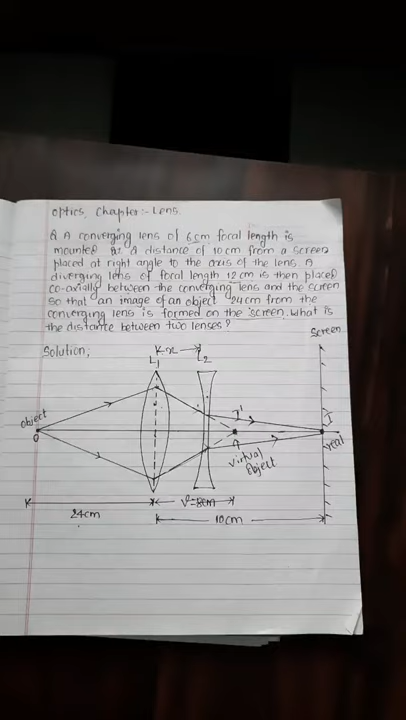 Optics, Chapter:- Lens.
Q A converging lens of 6cm focal length is
mounted at a distance of 10cm from a screen
placed at right angle to the axis of the lens. A
diverging lens of focal length 12cm is then placed
co-axially between the converging lens and the screen
so that an image of an object 24cm from the
converging lens is formed on the screen. What is
the distance between two lenses?
Solution;
x
L1
L2
Screen
object
O
I'
I
real
virtual
object
24cm
V=8cm
10cm